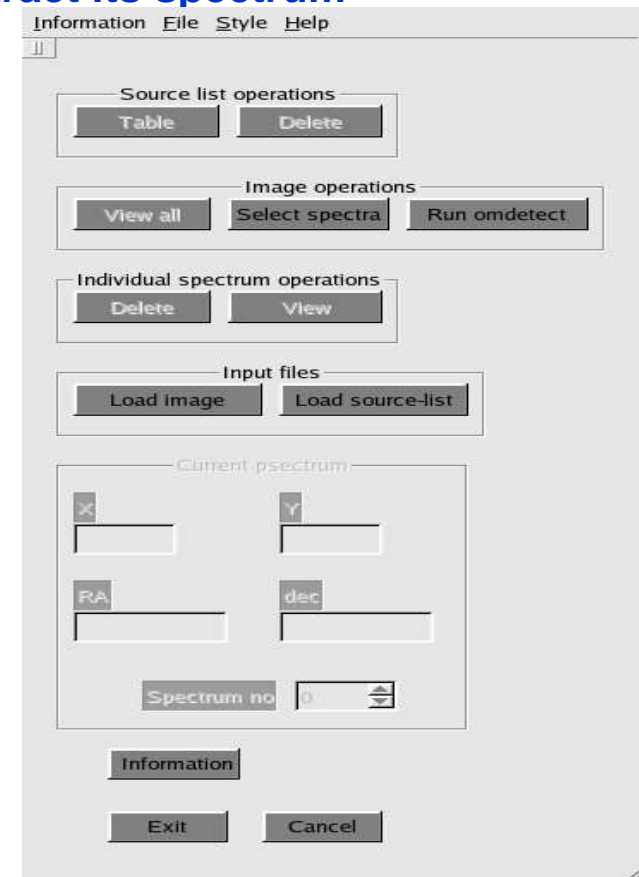 Information File Style Help
Source list operations
Table Delete
Image operations
View all Select spectra Run omdetect
Individual spectrum operations
Delete View
Input files
Load image Load source-list
Current psectrum
X Y
RA dec
Spectrum no 0
Information
Exit Cancel